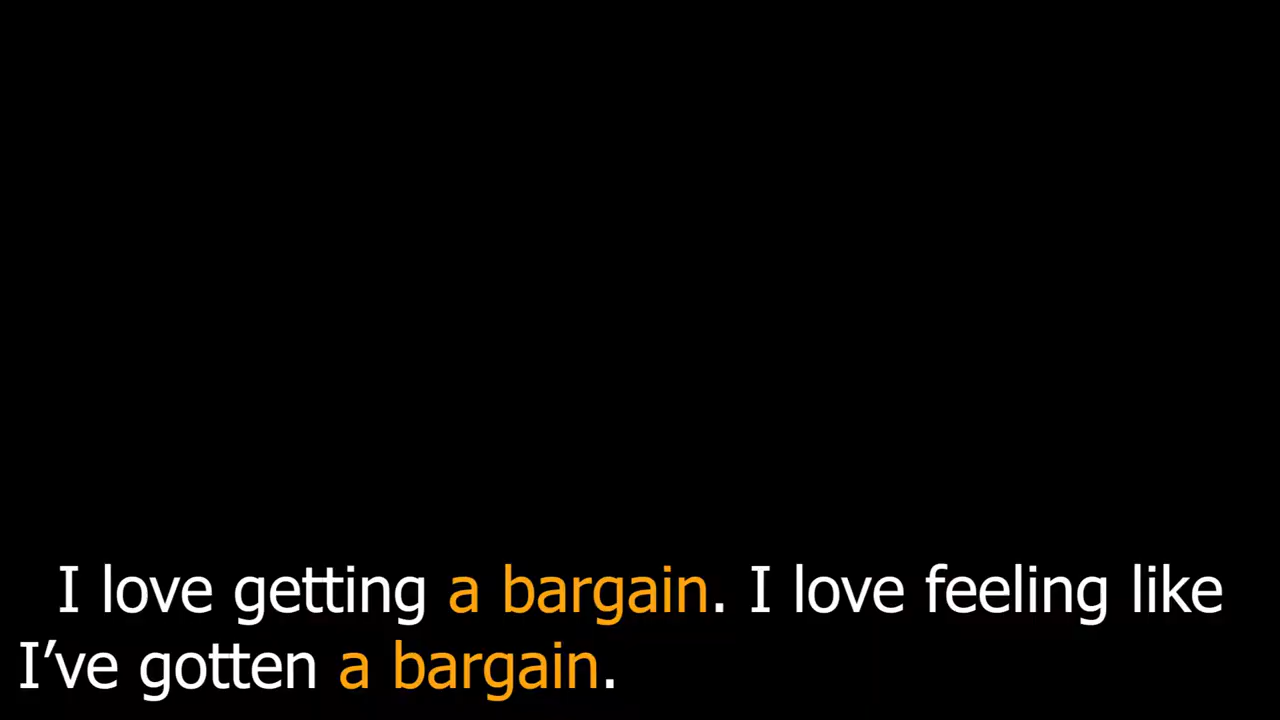 I love getting a bargain. I love feeling like
I’ve gotten a bargain.